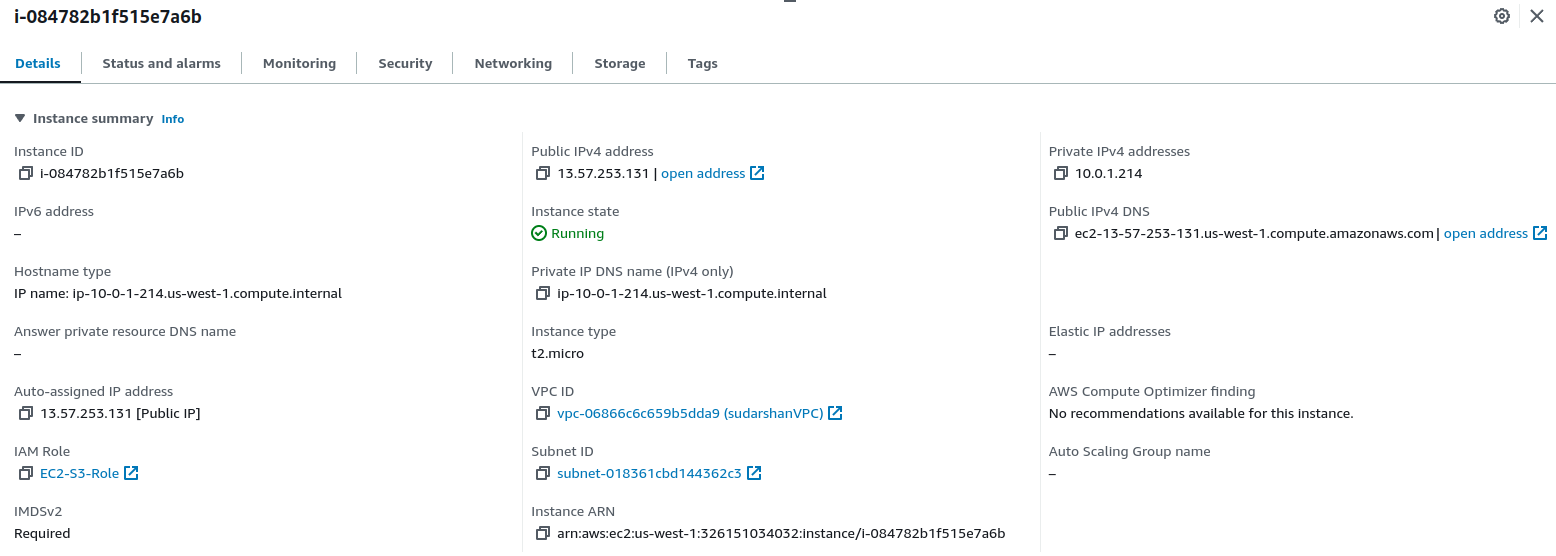 i-084782b1f515e7a6b
Details
Status and alarms
Monitoring
Security
Networking
Storage
Tags
Instance summary Info
Instance ID
i-084782b1f515e7a6b
Public IPv4 address
13.57.253.131 | open address
Private IPv4 addresses
10.0.1.214
IPv6 address
–
Instance state
Running
Public IPv4 DNS
ec2-13-57-253-131.us-west-1.compute.amazonaws.com | open address
Hostname type
IP name: ip-10-0-1-214.us-west-1.compute.internal
Private IP DNS name (IPv4 only)
ip-10-0-1-214.us-west-1.compute.internal
Answer private resource DNS name
–
Instance type
t2.micro
Elastic IP addresses
–
Auto-assigned IP address
13.57.253.131 [Public IP]
VPC ID
vpc-06866c6c659b5dda9 (sudarshanVPC)
AWS Compute Optimizer finding
No recommendations available for this instance.
IAM Role
EC2-S3-Role
Subnet ID
subnet-018361cbd144362c3
Auto Scaling Group name
–
IMDSv2
Required
Instance ARN
arn:aws:ec2:us-west-1:326151034032:instance/i-084782b1f515e7a6b